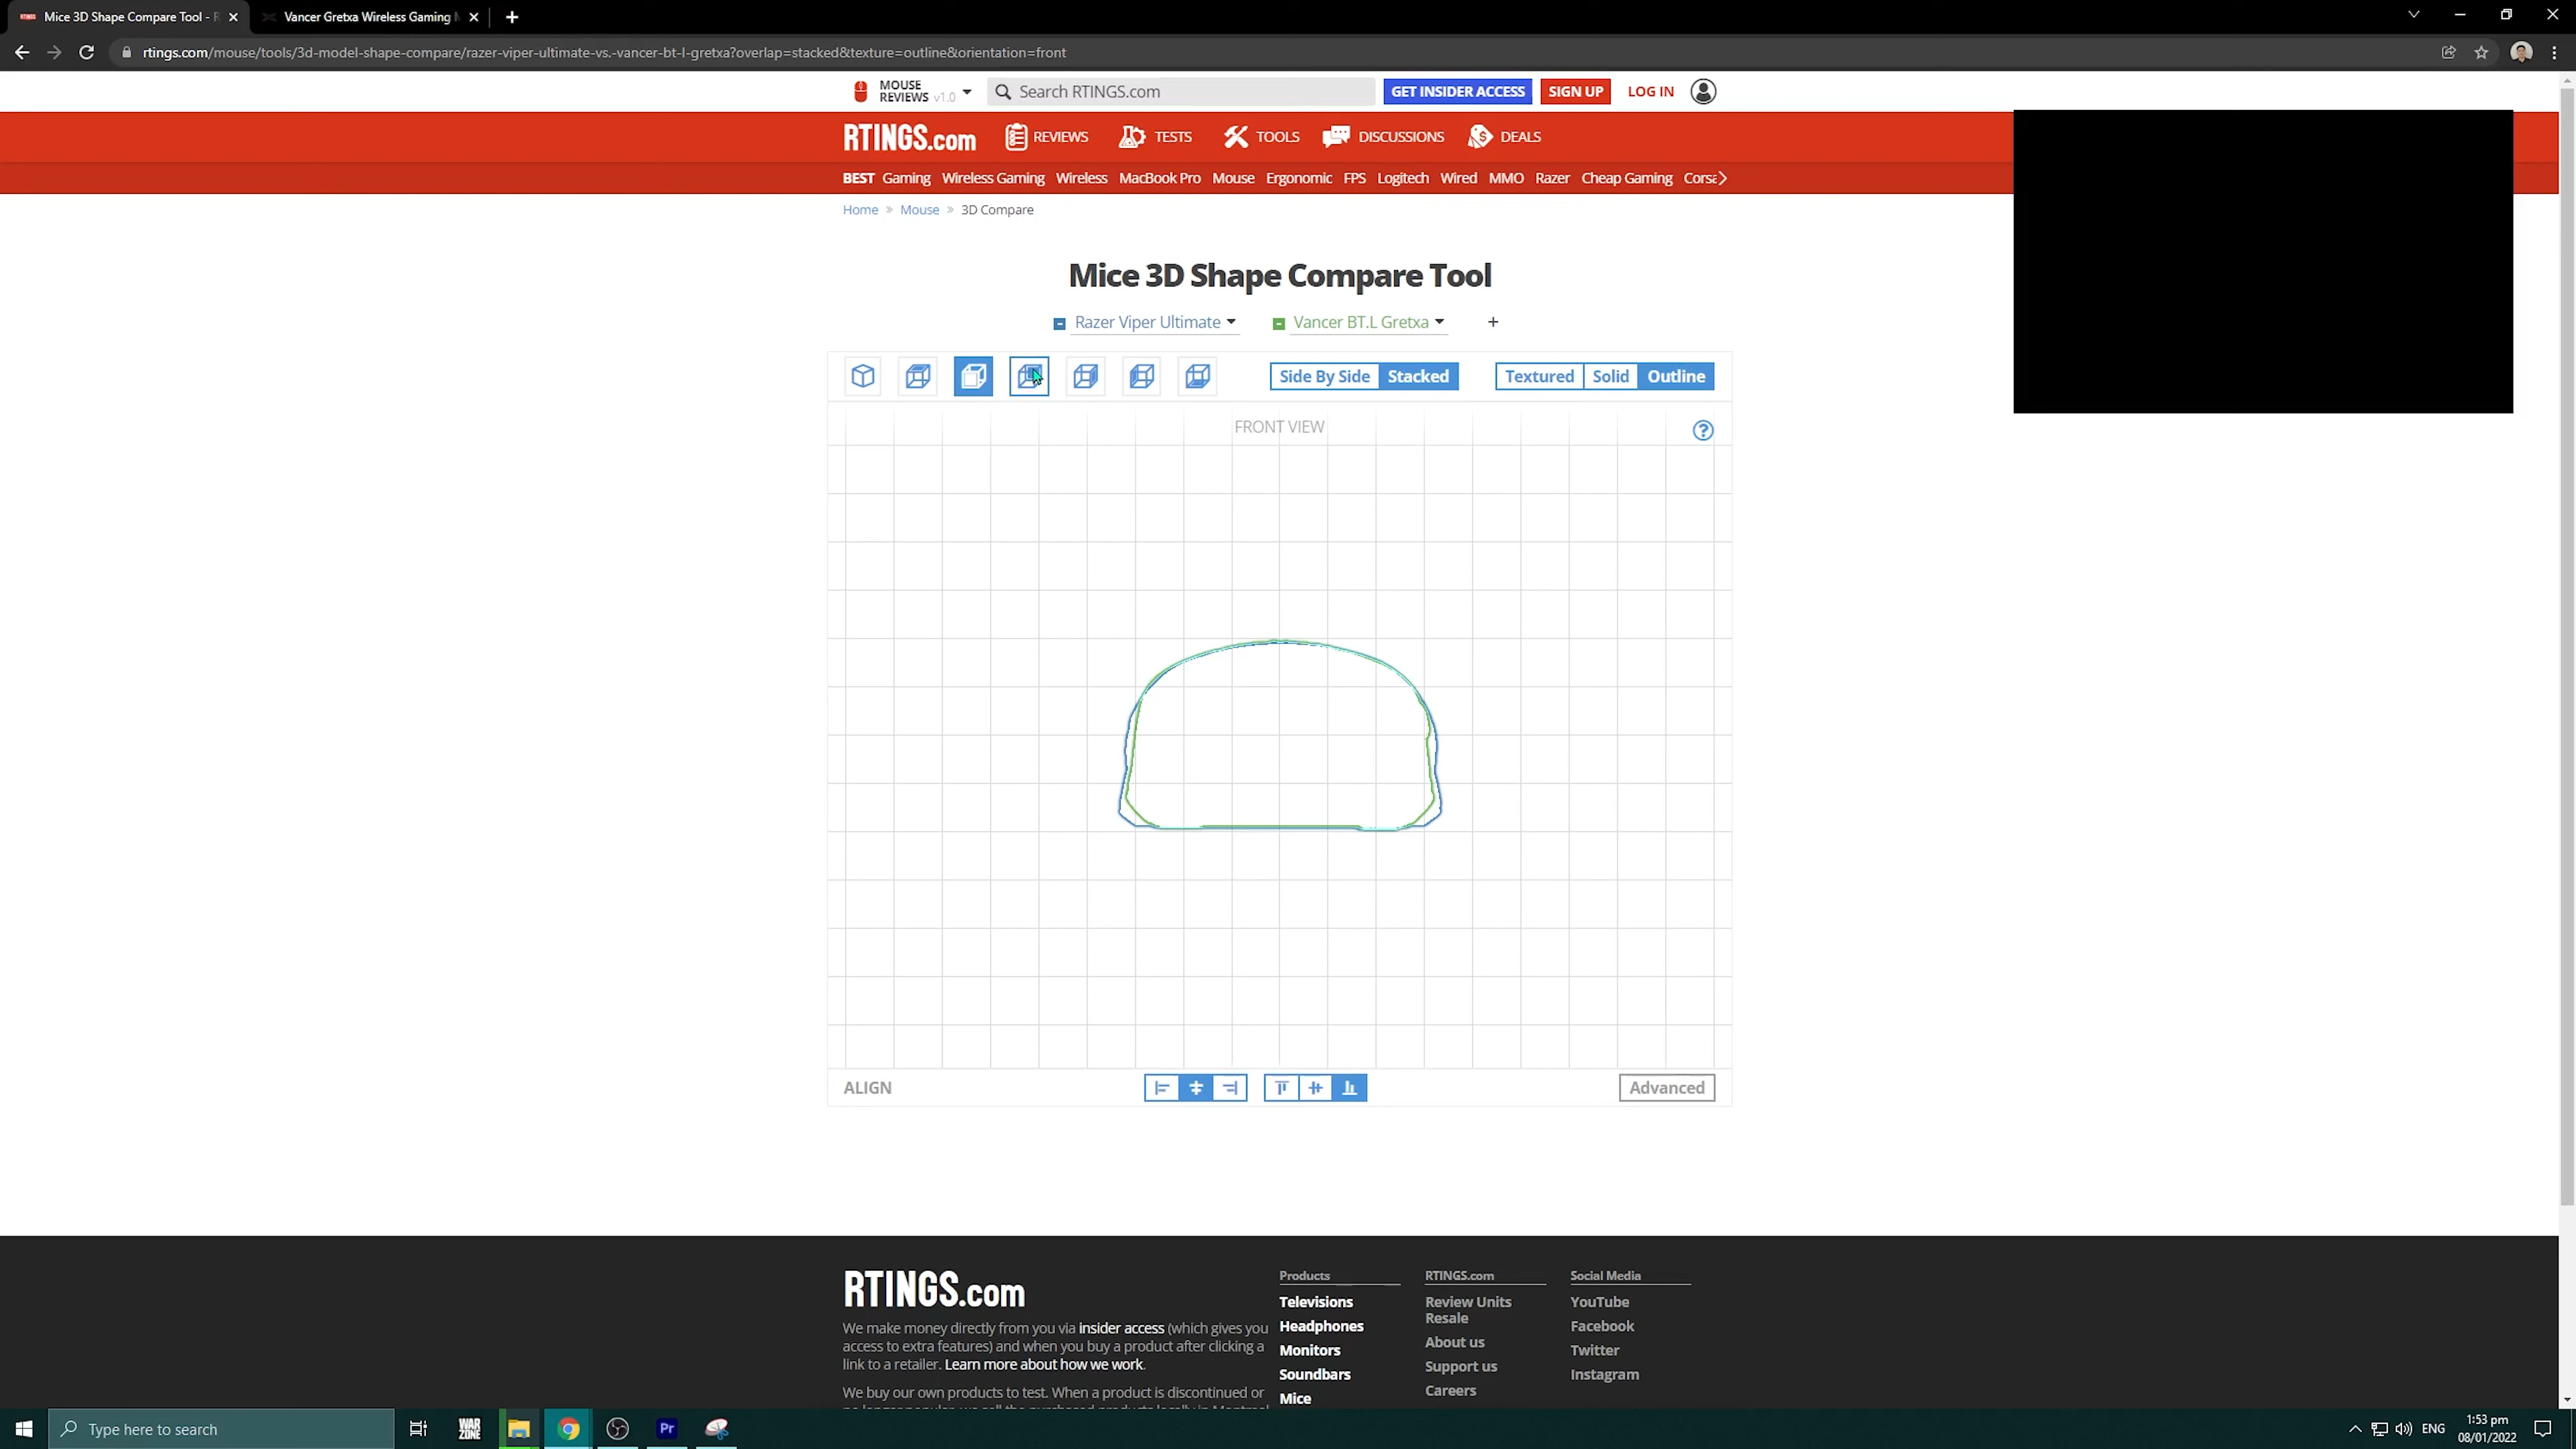 Mice 3D Shape Compare Tool - R
Vancer Gretxa Wireless Gaming M
rtings.com/mouse/tools/3d-model-shape-compare/razer-viper-ultimate-vs.-vancer-bt-l-gretxa?overlap=stacked&texture=outline&orientation=front
MOUSE
REVIEWS v1.0
Search RTINGS.com
GET INSIDER ACCESS
SIGN UP
LOG IN
RTINGS.com
REVIEWS
TESTS
TOOLS
DISCUSSIONS
DEALS
BEST Gaming Wireless Gaming Wireless MacBook Pro Mouse Ergonomic FPS Logitech Wired MMO Razer Cheap Gaming Corsa
Home » Mouse » 3D Compare
Mice 3D Shape Compare Tool
Razer Viper Ultimate
Vancer BT.L Gretxa
+
Side By Side
Stacked
Textured
Solid
Outline
FRONT VIEW
?
ALIGN
Advanced
RTINGS.com
We make money directly from you via insider access (which gives you
access to extra features) and when you buy a product after clicking a
link to a retailer. Learn more about how we work.
We buy our own products to test. When a product is discontinued or
Products
Televisions
Headphones
Monitors
Soundbars
Mice
RTINGS.com
Review Units
Resale
About us
Support us
Careers
Social Media
YouTube
Facebook
Twitter
Instagram
Type here to search
WAR
ZONE
Pr
ENG
1:53 pm
08/01/2022